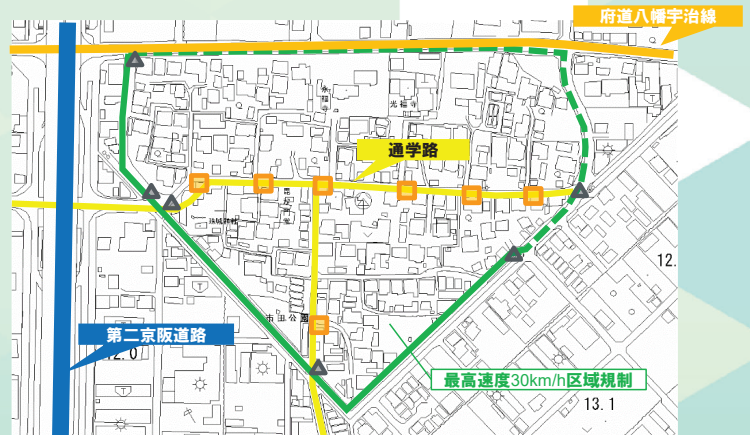 府道八幡宇治線
光福寺
通学路
市田公園
12.
第二京阪道路
12.0
最高速度30km/h区域規制
13.1